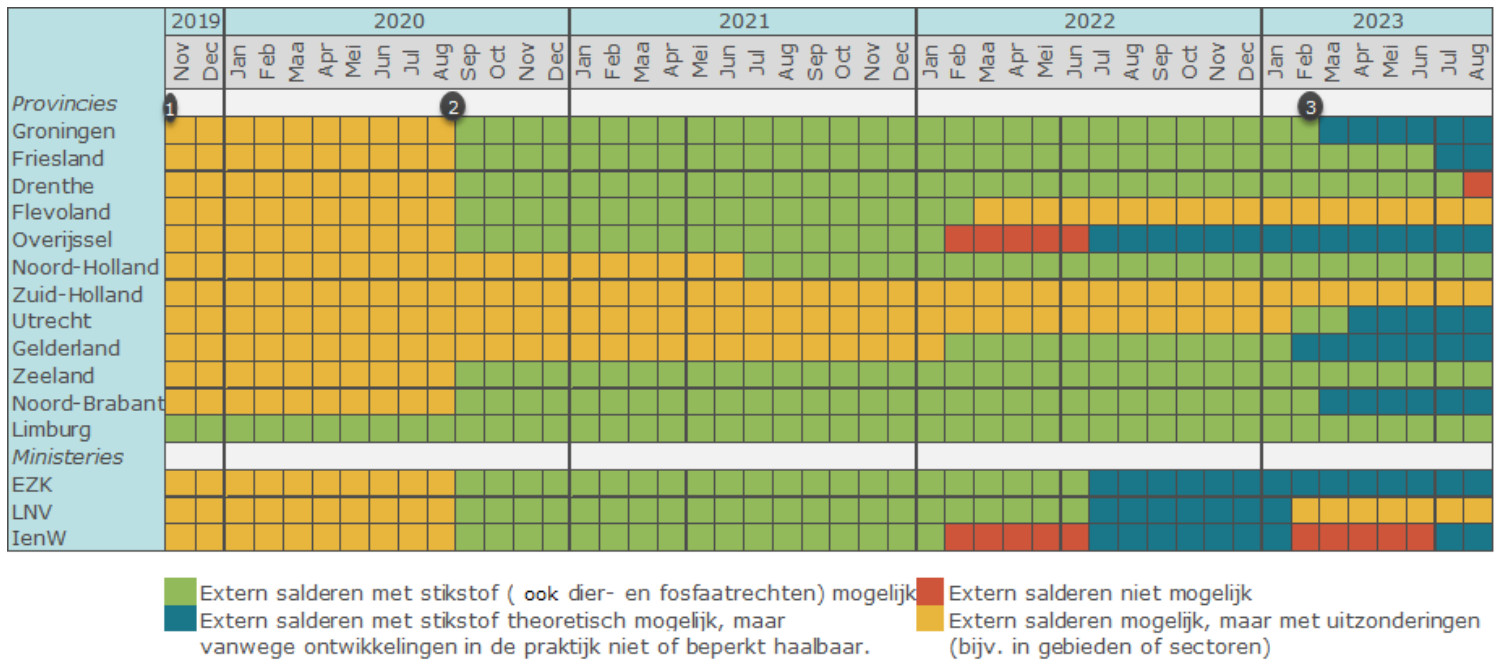 2019 2020 2021 2022 2023
Nov Dec Jan Feb Maa Apr Mei Jun Jul Aug Sep Oct Nov Dec Jan Feb Maa Apr Mei Jun Jul Aug Sep Oct Nov Dec Jan Feb Maa Apr Mei Jun Jul Aug Sep Oct Nov Dec Jan Feb Maa Apr Mei Jun Jul Aug
Provincies 1 2 3
Groningen
Friesland
Drenthe
Flevoland
Overijssel
Noord-Holland
Zuid-Holland
Utrecht
Gelderland
Zeeland
Noord-Brabant
Limburg
Ministeries
EZK
LNV
IenW
Extern salderen met stikstof ( ook dier- en fosfaatrechten) mogelijk
Extern salderen met stikstof theoretisch mogelijk, maar
vanwege ontwikkelingen in de praktijk niet of beperkt haalbaar.
Extern salderen niet mogelijk
Extern salderen mogelijk, maar met uitzonderingen
(bijv. in gebieden of sectoren)